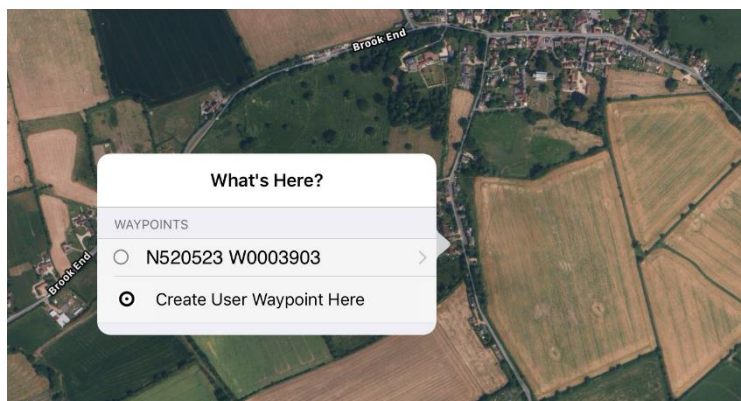 Brook End
What's Here?
WAYPOINTS
N520523 W0003903
Brook End
Create User Waypoint Here